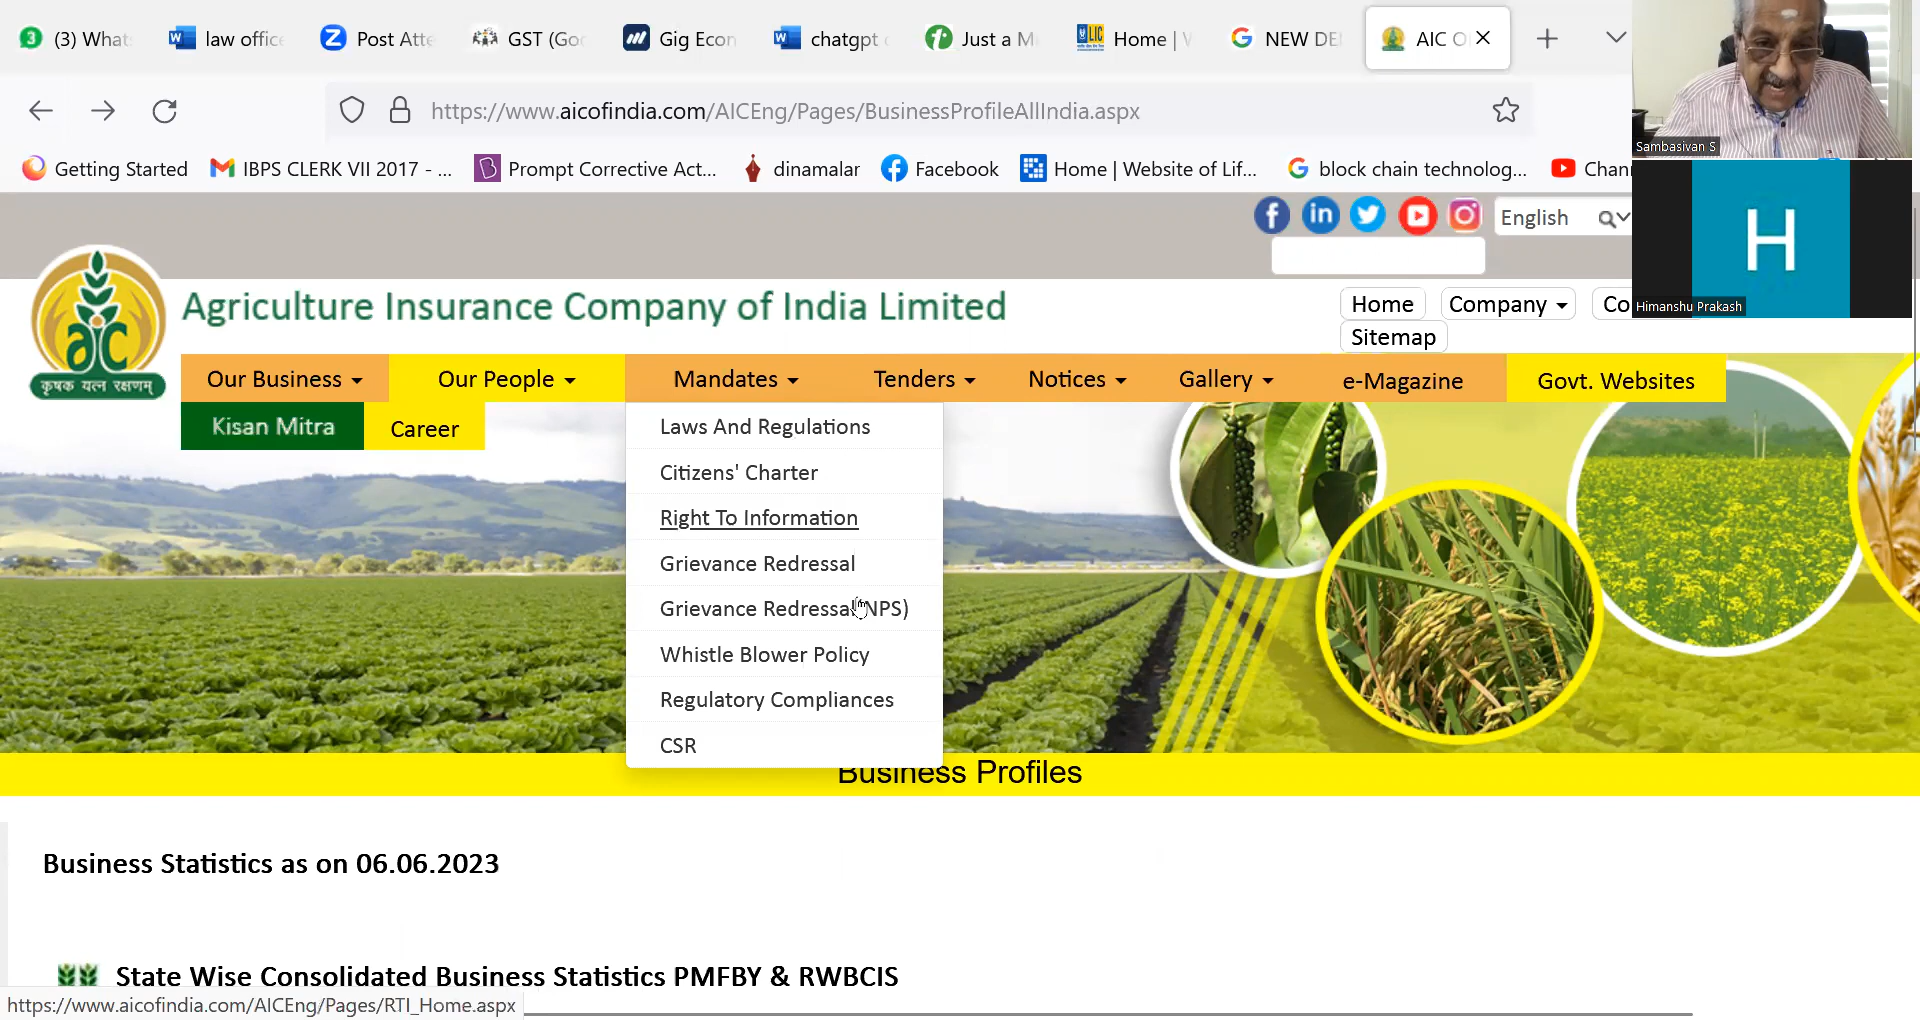 (3) What
law offic
Post Atte
GST (Go
Gig Econ
chatgpt
Just a M
Home |
NEW DE
AIC O
https://www.aicofindia.com/AICEng/Pages/BusinessProfileAllIndia.aspx
Getting Started
IBPS CLERK VII 2017 - ...
Prompt Corrective Act...
dinamalar
Facebook
Home | Website of Lif...
block chain technolog...
Chan
Sambasivan S
H
Himanshu Prakash
English
Agriculture Insurance Company of India Limited
aic
कृषक यत्न रक्षणम्
Home
Company
Co
Sitemap
Our Business
Our People
Mandates
Tenders
Notices
Gallery
e-Magazine
Govt. Websites
Kisan Mitra
Career
Laws And Regulations
Citizens' Charter
Right To Information
Grievance Redressal
Grievance Redressal(NPS)
Whistle Blower Policy
Regulatory Compliances
CSR
Business Profiles
Business Statistics as on 06.06.2023
State Wise Consolidated Business Statistics PMFBY & RWBCIS
https://www.aicofindia.com/AICEng/Pages/RTI_Home.aspx